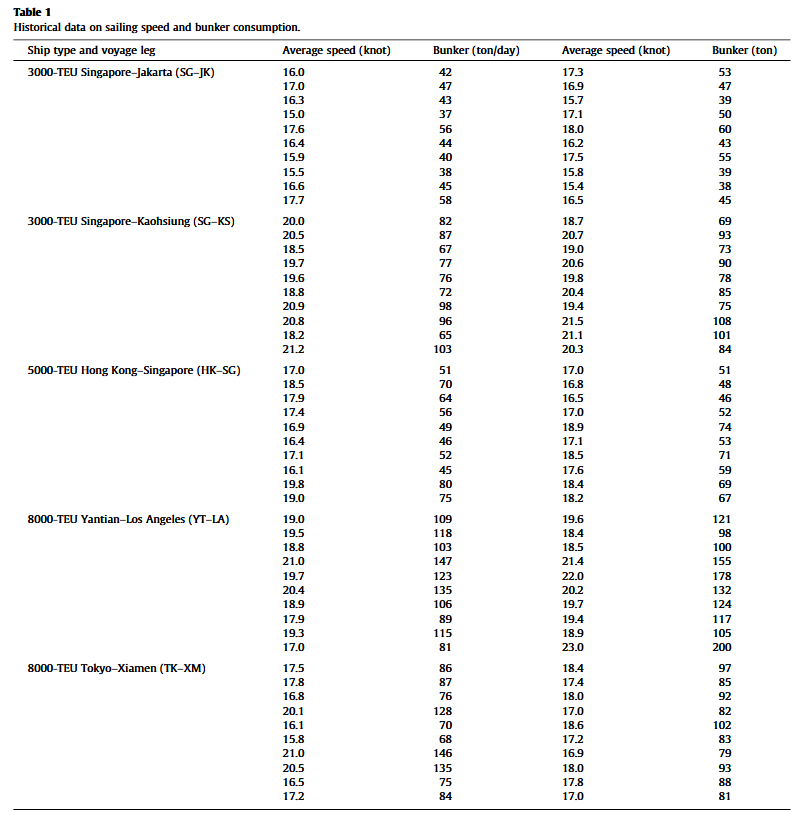 Table 1
Historical data on sailing speed and bunker consumption.
Ship type and voyage leg Average speed (knot) Bunker (ton/day) Average speed (knot) Bunker (ton)
3000-TEU Singapore–Jakarta (SG–JK) 16.0 42 17.3 53
17.0 47 16.9 47
16.3 43 15.7 39
15.0 37 17.1 50
17.6 56 18.0 60
16.4 44 16.2 43
15.9 40 17.5 55
15.5 38 15.8 39
16.6 45 15.4 38
17.7 58 16.5 45
3000-TEU Singapore–Kaohsiung (SG–KS) 20.0 82 18.7 69
20.5 87 20.7 93
18.5 67 19.0 73
19.7 77 20.6 90
19.6 76 19.8 78
18.8 72 20.4 85
20.9 98 19.4 75
20.8 96 21.5 108
18.2 65 21.1 101
21.2 103 20.3 84
5000-TEU Hong Kong–Singapore (HK–SG) 17.0 51 17.0 51
18.5 70 16.8 48
17.9 64 16.5 46
17.4 56 17.0 52
16.9 49 18.9 74
16.4 46 17.1 53
17.1 52 18.5 71
16.1 45 17.6 59
19.8 80 18.4 69
19.0 75 18.2 67
8000-TEU Yantian–Los Angeles (YT–LA) 19.0 109 19.6 121
19.5 118 18.4 98
18.8 103 18.5 100
21.0 147 21.4 155
19.7 123 22.0 178
20.4 135 20.2 132
18.9 106 19.7 124
17.9 89 19.4 117
19.3 115 18.9 105
17.0 81 23.0 200
8000-TEU Tokyo–Xiamen (TK–XM) 17.5 86 18.4 97
17.8 87 17.4 85
16.8 76 18.0 92
20.1 128 17.0 82
16.1 70 18.6 102
15.8 68 17.2 83
21.0 146 16.9 79
20.5 135 18.0 93
16.5 75 17.8 88
17.2 84 17.0 81